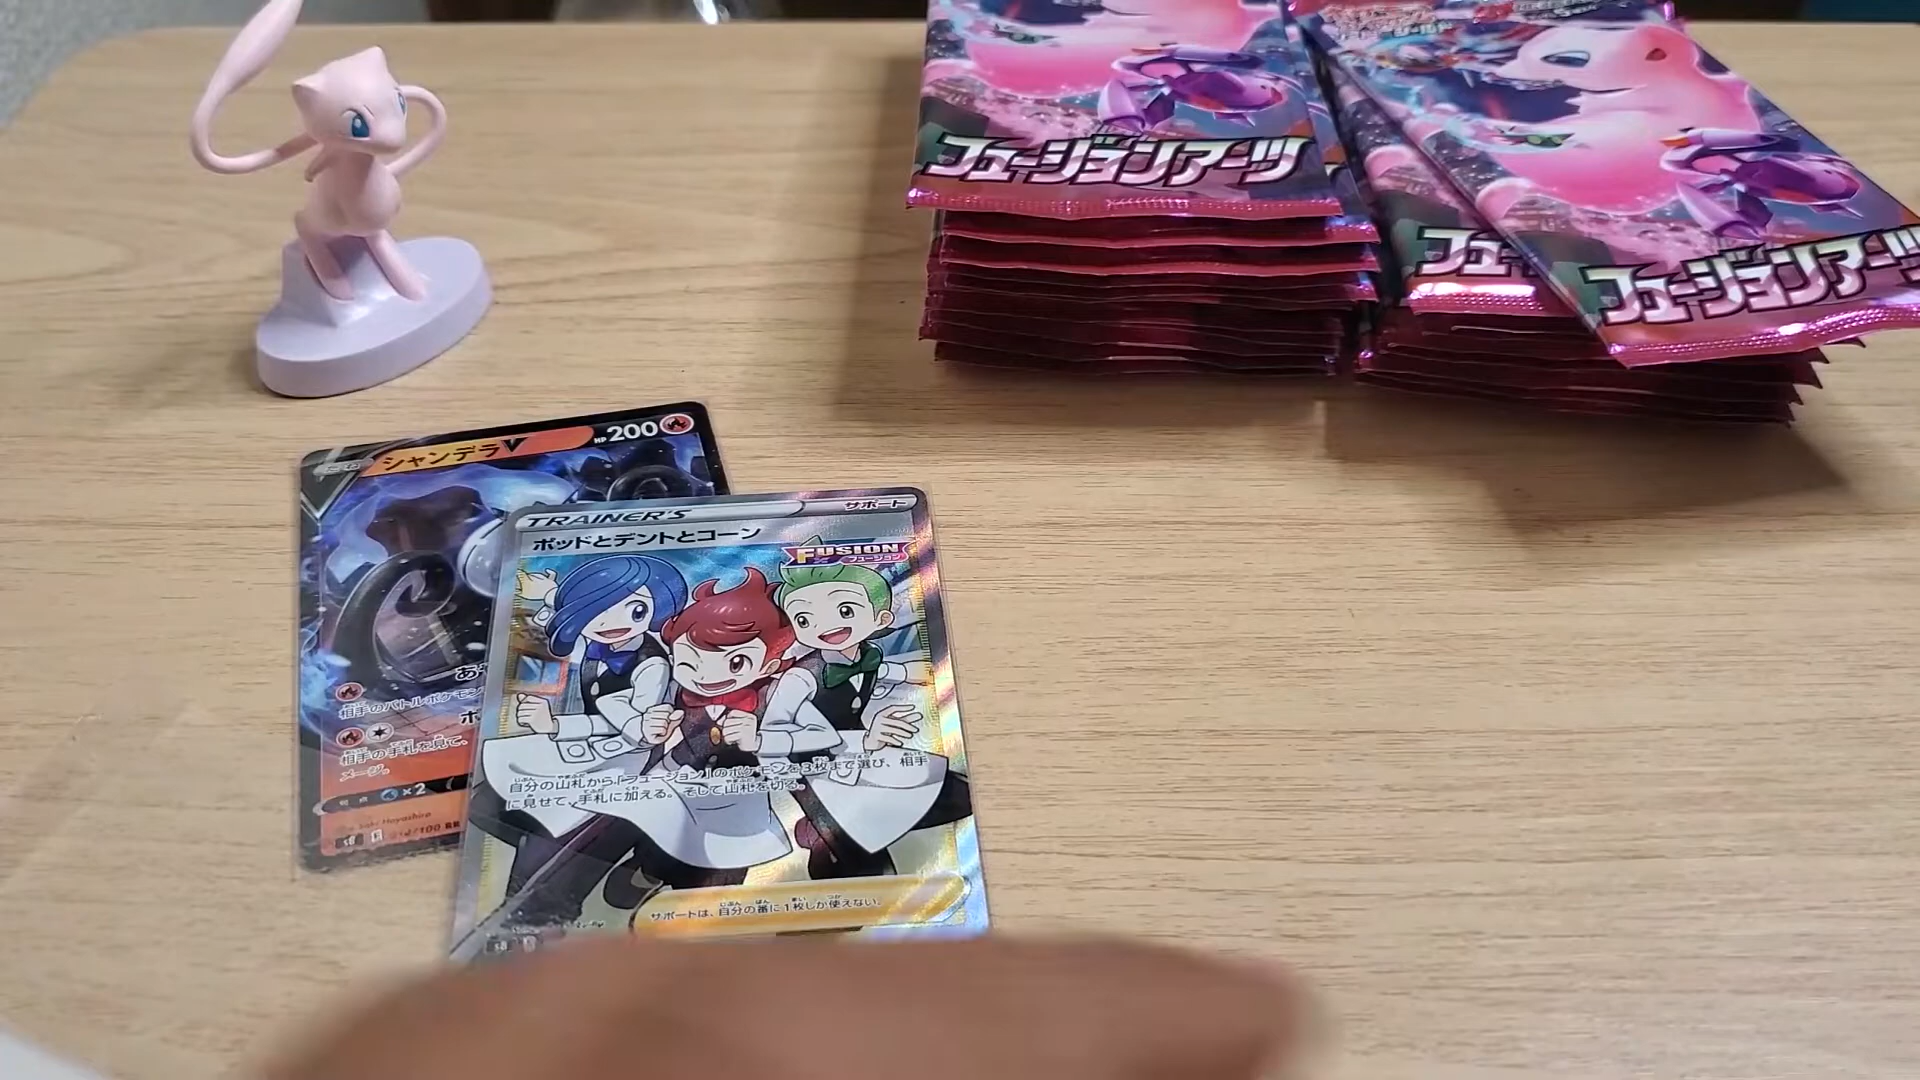 フュージョンアーツ
フュー
フュージョンアーツ
シャンデラV
HP200
相手のバトルポケモン
相手の手札を見て、
メージ。
×2
/100 RR
TRAINER'S
サポート
ポッドとデントとコーン
FUSION
フュージョン
自分の山札から「フュージョン」のポケモンを3枚まで選び、相手
に見せて、手札に加える。そして山札を切る。
サポートは、自分の番に1枚しか使えない。